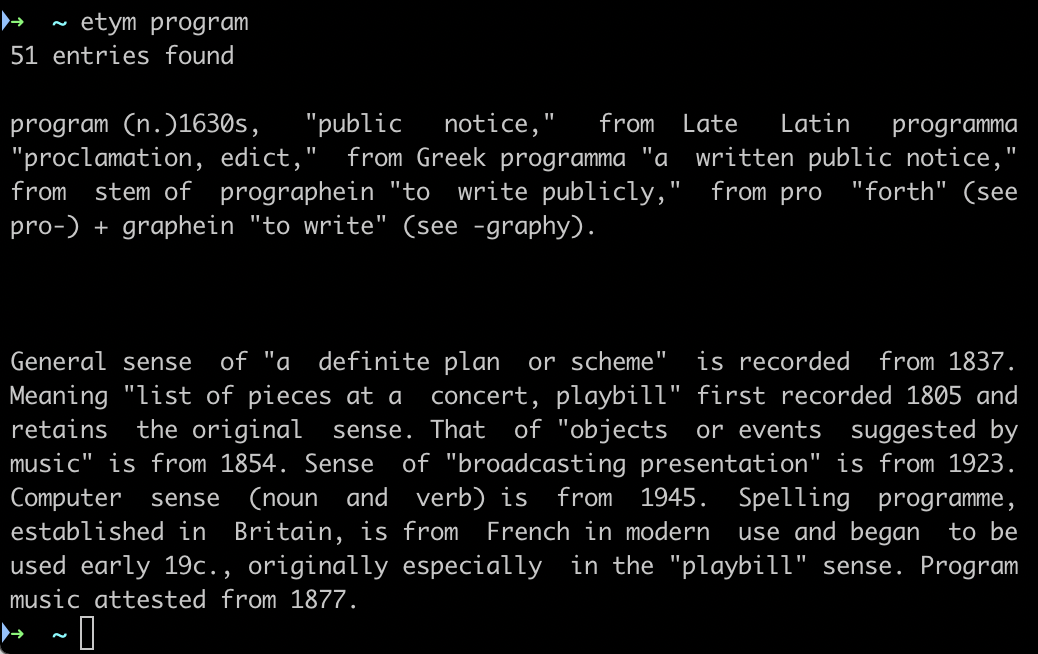 ➜  ~ etym program
51 entries found
program (n.)1630s,   "public   notice,"   from  Late   Latin   programma
"proclamation, edict,"  from Greek programma "a  written public notice,"
from  stem of  prographein "to  write publicly,"  from pro  "forth" (see
pro-) + graphein "to write" (see -graphy).
General sense  of "a  definite plan  or scheme"  is recorded  from 1837.
Meaning "list of pieces at a  concert, playbill" first recorded 1805 and
retains  the original  sense. That  of "objects  or events  suggested by
music" is from 1854. Sense  of "broadcasting presentation" is from 1923.
Computer  sense  (noun  and  verb) is  from  1945.  Spelling  programme,
established in  Britain, is from  French in modern  use and began  to be
used early 19c., originally especially  in the "playbill" sense. Program
music attested from 1877.
➜  ~